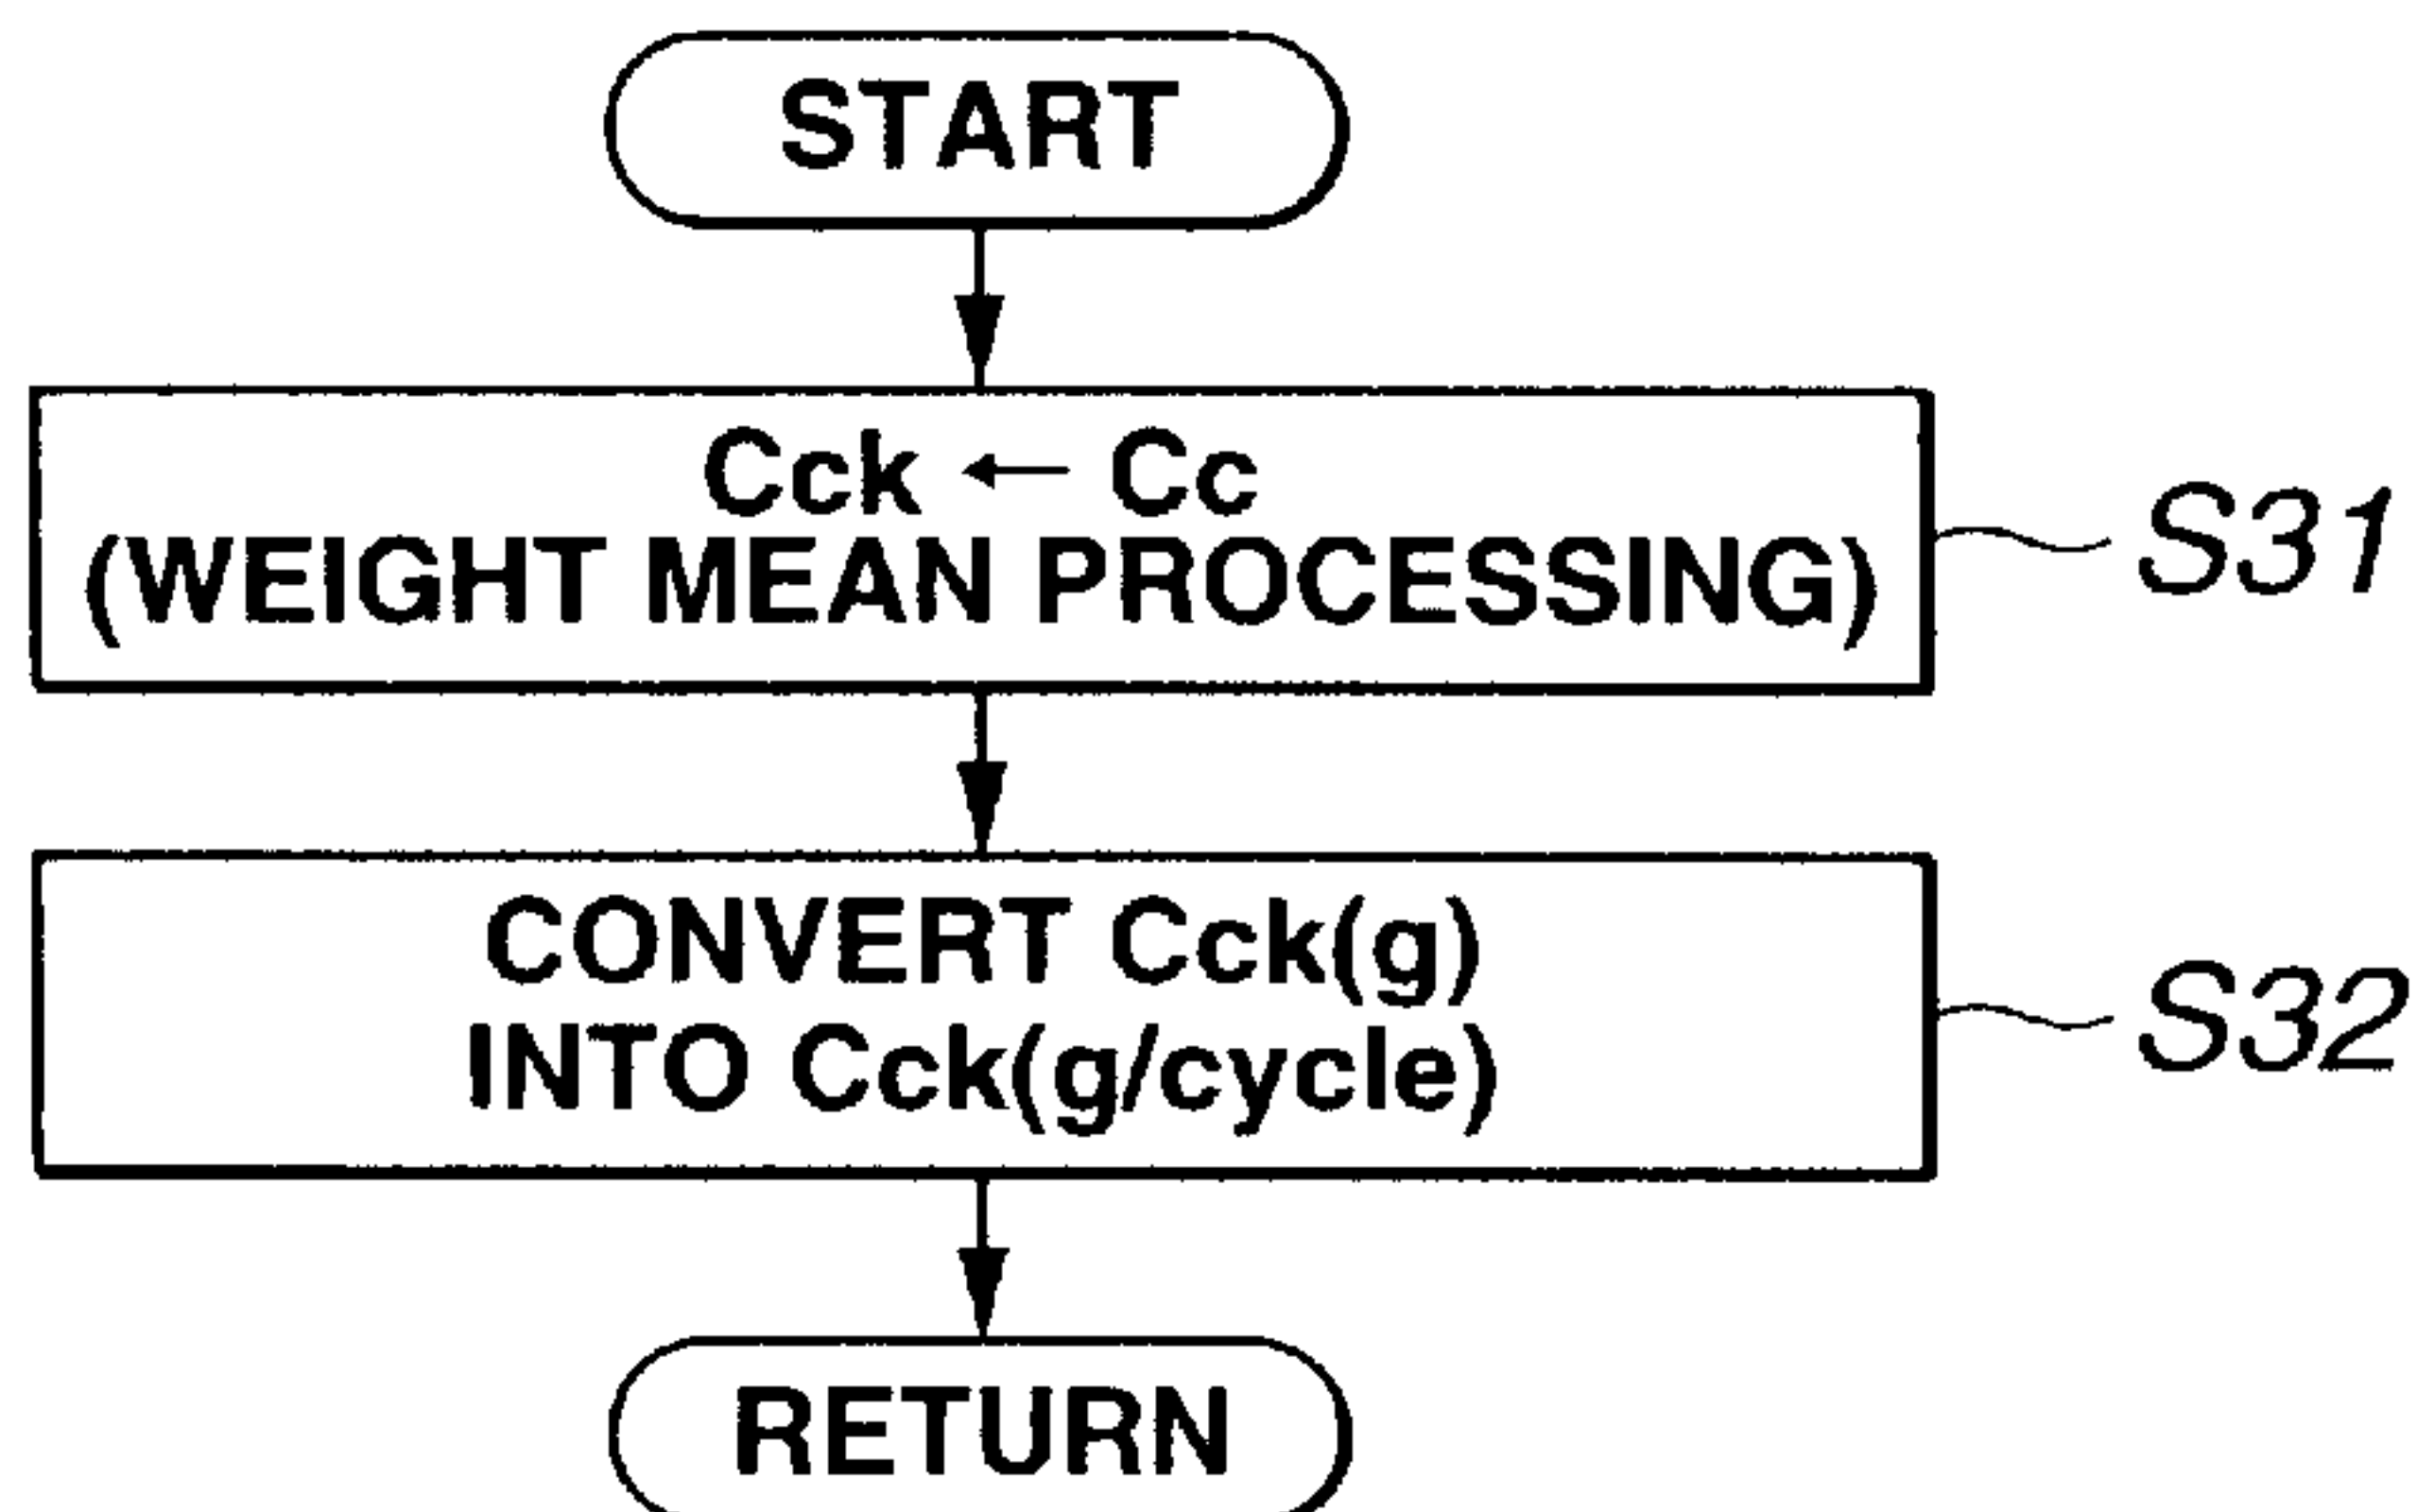 START
Cck ← Cc
(WEIGHT MEAN PROCESSING)
S31
CONVERT Cck(g)
INTO Cck(g/cycle)
S32
RETURN